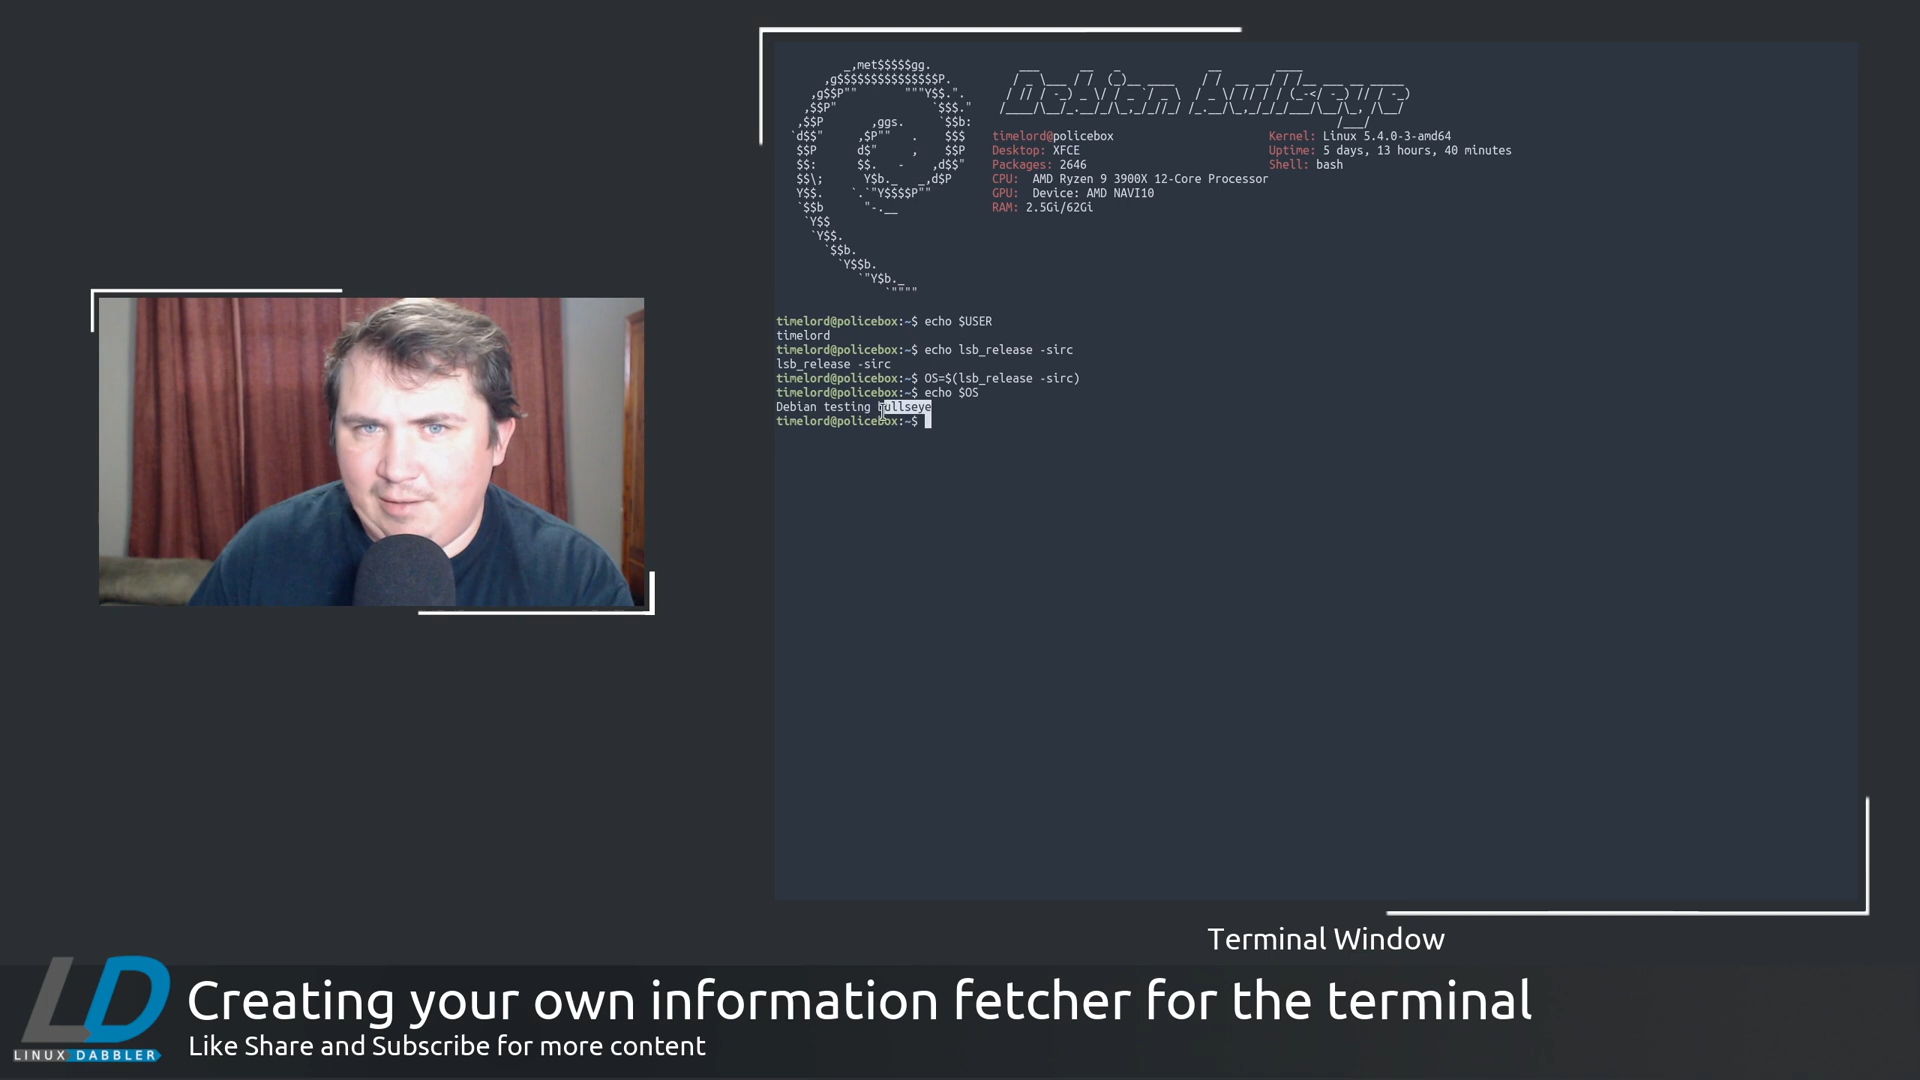 Debian bullseye
timelord@policebox
Kernel: Linux 5.4.0-3-amd64
Desktop: XFCE
Uptime: 5 days, 13 hours, 40 minutes
Packages: 2646
Shell: bash
CPU: AMD Ryzen 9 3900X 12-Core Processor
GPU: Device: AMD NAVI10
RAM: 2.5Gi/62Gi
timelord@policebox:~$ echo $USER
timelord
timelord@policebox:~$ echo lsb_release -sirc
lsb_release -sirc
timelord@policebox:~$ OS=$(lsb_release -sirc)
timelord@policebox:~$ echo $OS
Debian testing bullseye
timelord@policebox:~$
Terminal Window
LD
LINUX DABBLER
Creating your own information fetcher for the terminal
Like Share and Subscribe for more content